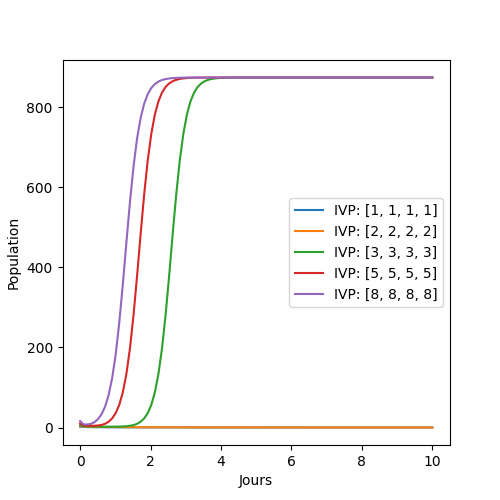 800
600
400
200
0
Population
IVP: [1, 1, 1, 1]
IVP: [2, 2, 2, 2]
IVP: [3, 3, 3, 3]
IVP: [5, 5, 5, 5]
IVP: [8, 8, 8, 8]
0 2 4 6 8 10
Jours